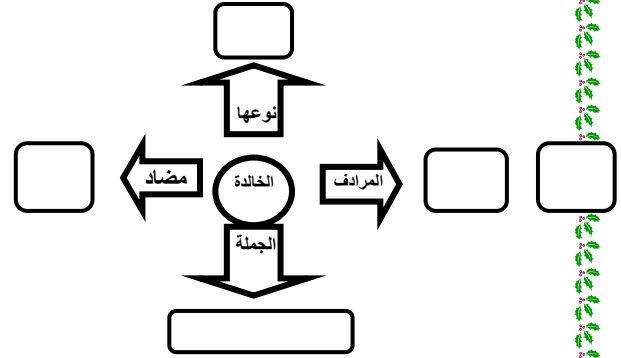 نوعها
المرادف
الخالدة
مضاد
الجملة